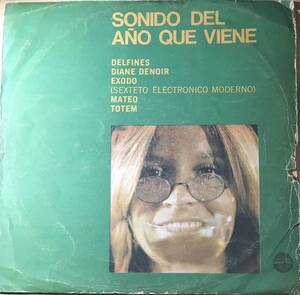 SONIDO DEL
AÑO QUE VIENE
DELFINES
DIANE DENOIR
EXODO
(SEXTETO ELECTRONICO MODERNO)
MATEO
TOTEM